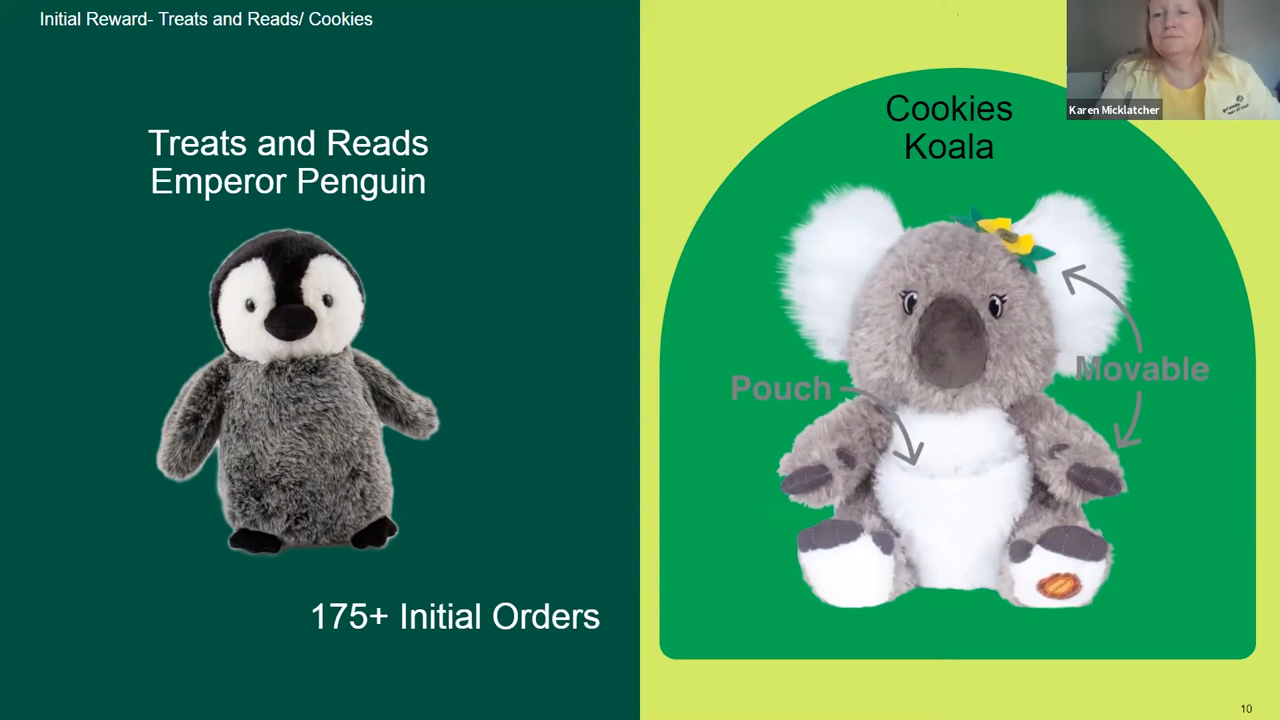 Initial Reward- Treats and Reads/ Cookies
Treats and Reads
Emperor Penguin
175+ Initial Orders
Cookies
Koala
Pouch
Movable
Karen Micklatcher
10